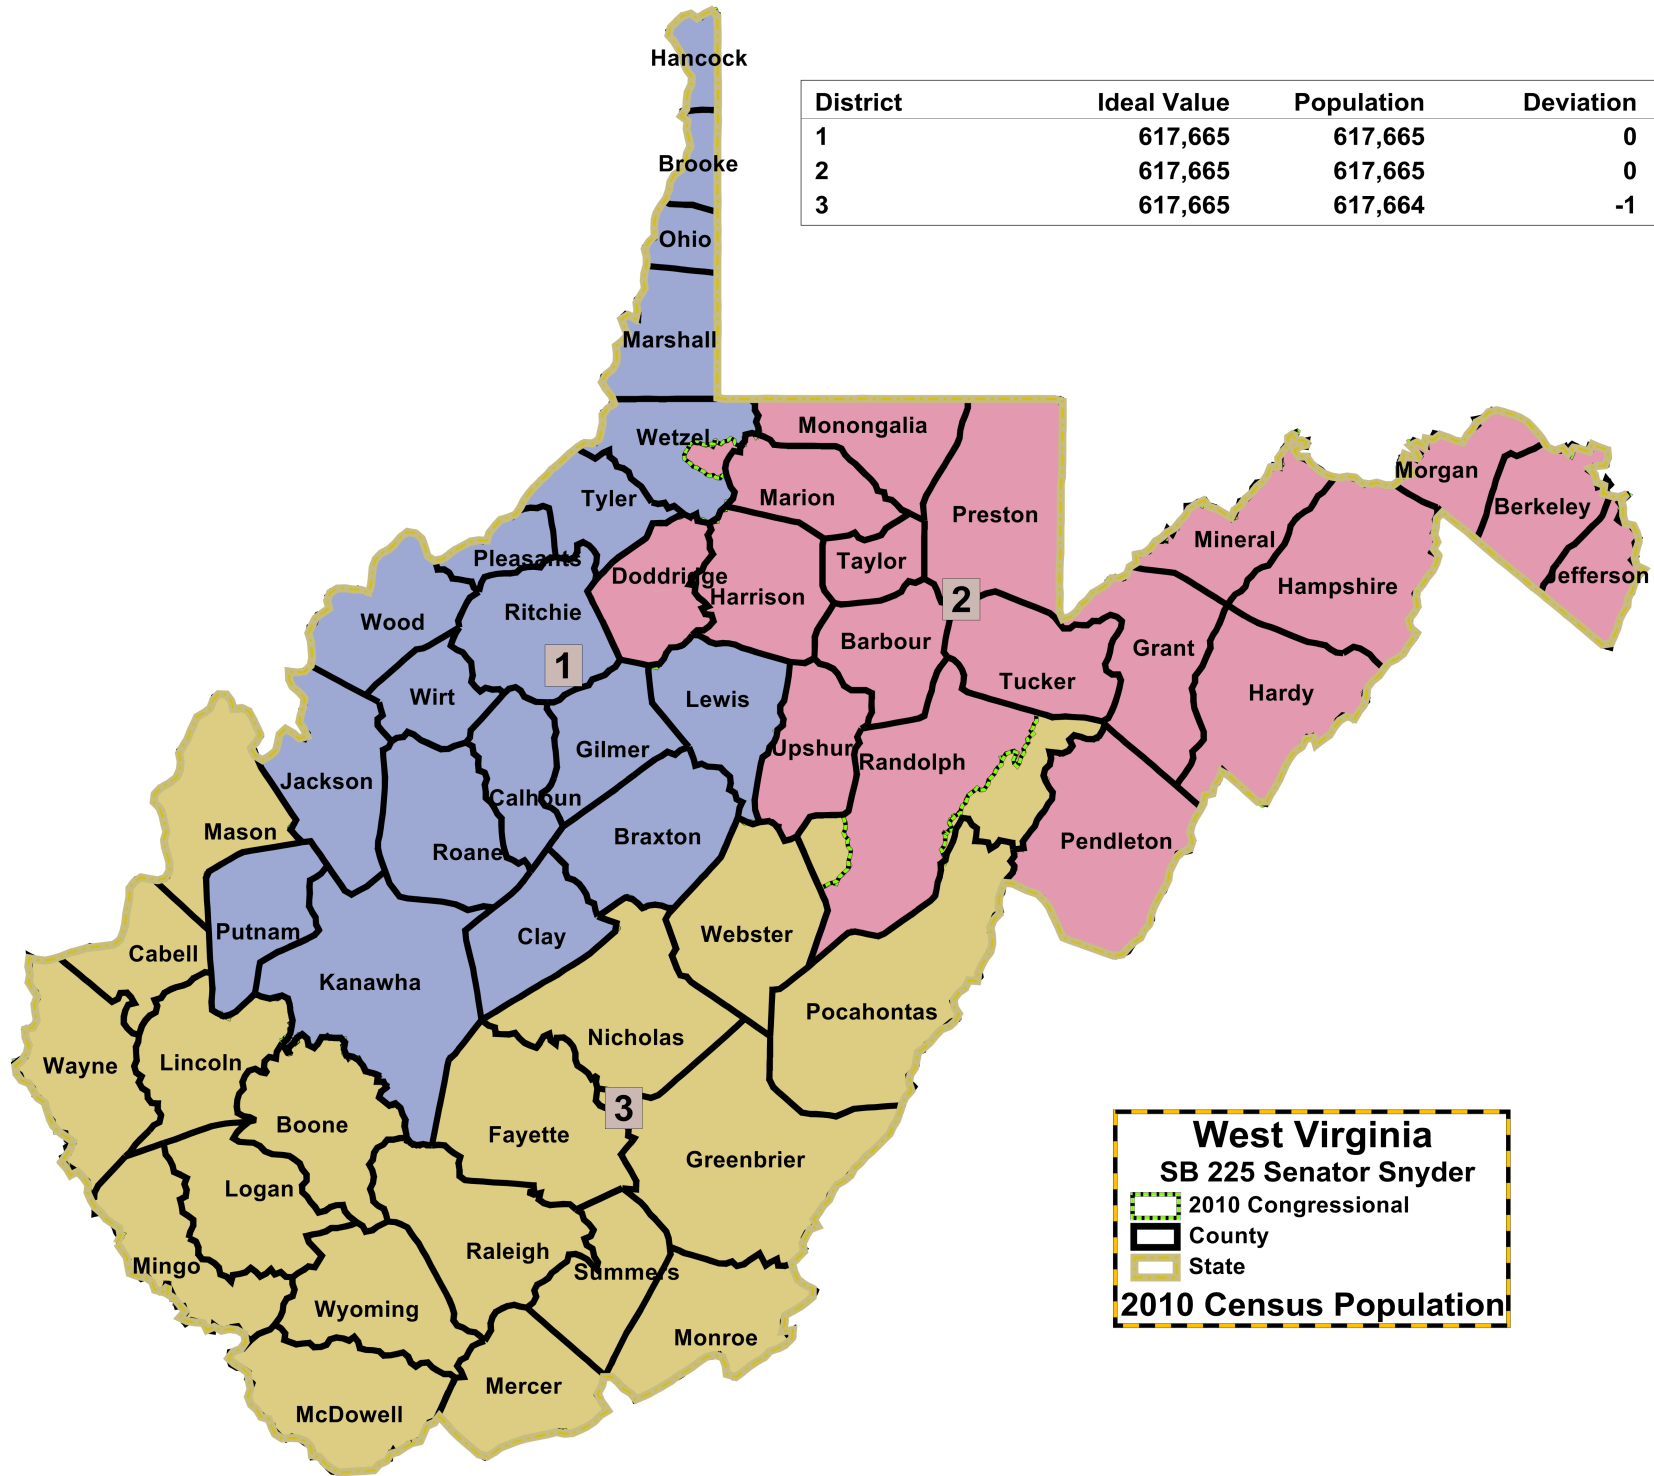 Hancock
District Ideal Value Population Deviation
1 617,665 617,665 0
2 617,665 617,665 0
3 617,665 617,664 -1
Brooke
Ohio
Marshall
Wetzel
Monongalia
Tyler
Marion
Preston
Morgan
Berkeley
Mineral
Jefferson
Hampshire
Pleasants
Doddridge
Taylor
Harrison
2
Wood
Ritchie
Barbour
Grant
1
Wirt
Lewis
Tucker
Hardy
Gilmer
Upshur
Randolph
Jackson
Calhoun
Mason
Roane
Braxton
Pendleton
Putnam
Clay
Webster
Cabell
Kanawha
Pocahontas
Nicholas
Wayne
Lincoln
3
Boone
Fayette
Greenbrier
Logan
Raleigh
Mingo
Summers
Wyoming
Monroe
Mercer
McDowell
West Virginia
SB 225 Senator Snyder
2010 Congressional
County
State
2010 Census Population